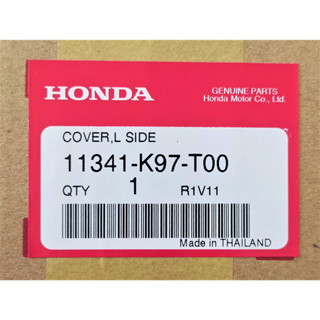 HONDA
GENUINE PARTS
Honda Motor Co., Ltd.
COVER,L SIDE
11341-K97-T00
QTY 1 R1V11
Made in THAILAND